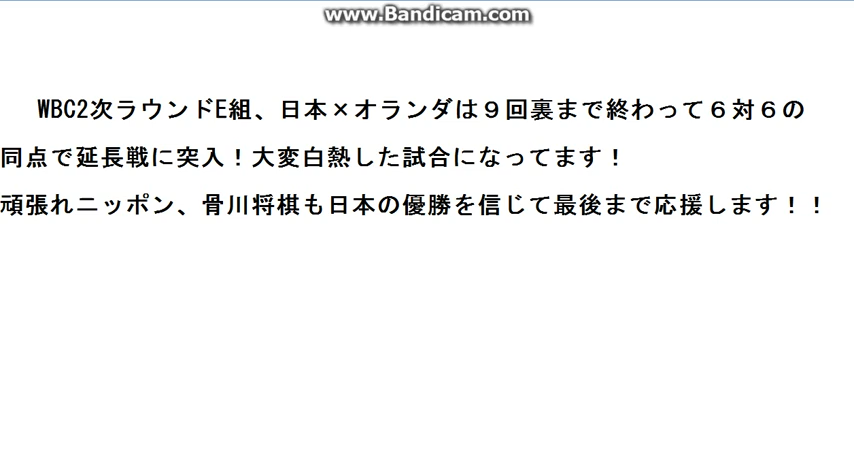 www.Bandicam.com
WBC2次ラウンドE組、日本×オランダは９回裏まで終わって６対６の
同点で延長戦に突入！大変白熱した試合になってます！
頑張れニッポン、骨川将棋も日本の優勝を信じて最後まで応援します！！